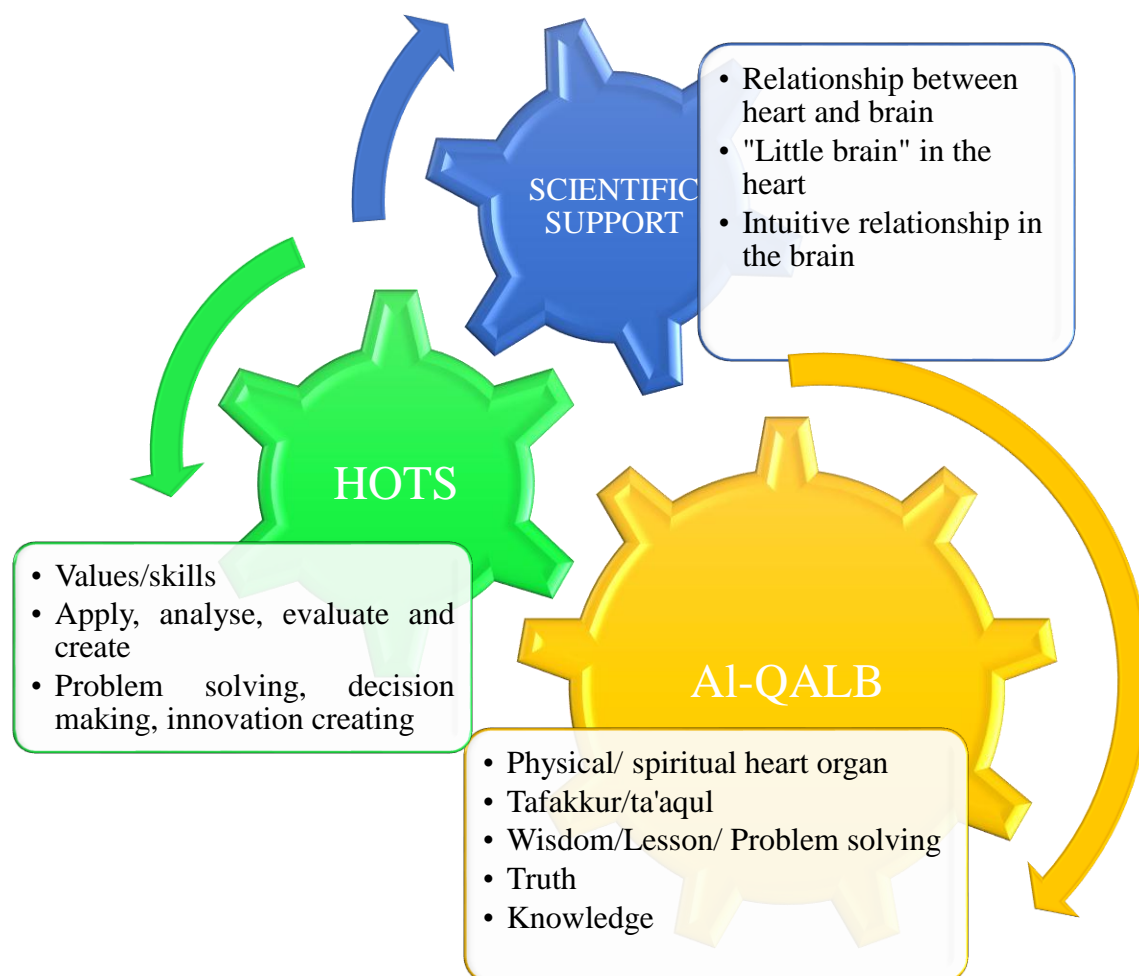 SCIENTIFIC
SUPPORT
• Relationship between
heart and brain
• "Little brain" in the
heart
• Intuitive relationship in
the brain
HOTS
• Values/skills
• Apply, analyse, evaluate and
create
• Problem solving, decision
making, innovation creating
Al-QALB
• Physical/ spiritual heart organ
• Tafakkur/ta'aqul
• Wisdom/Lesson/ Problem solving
• Truth
• Knowledge